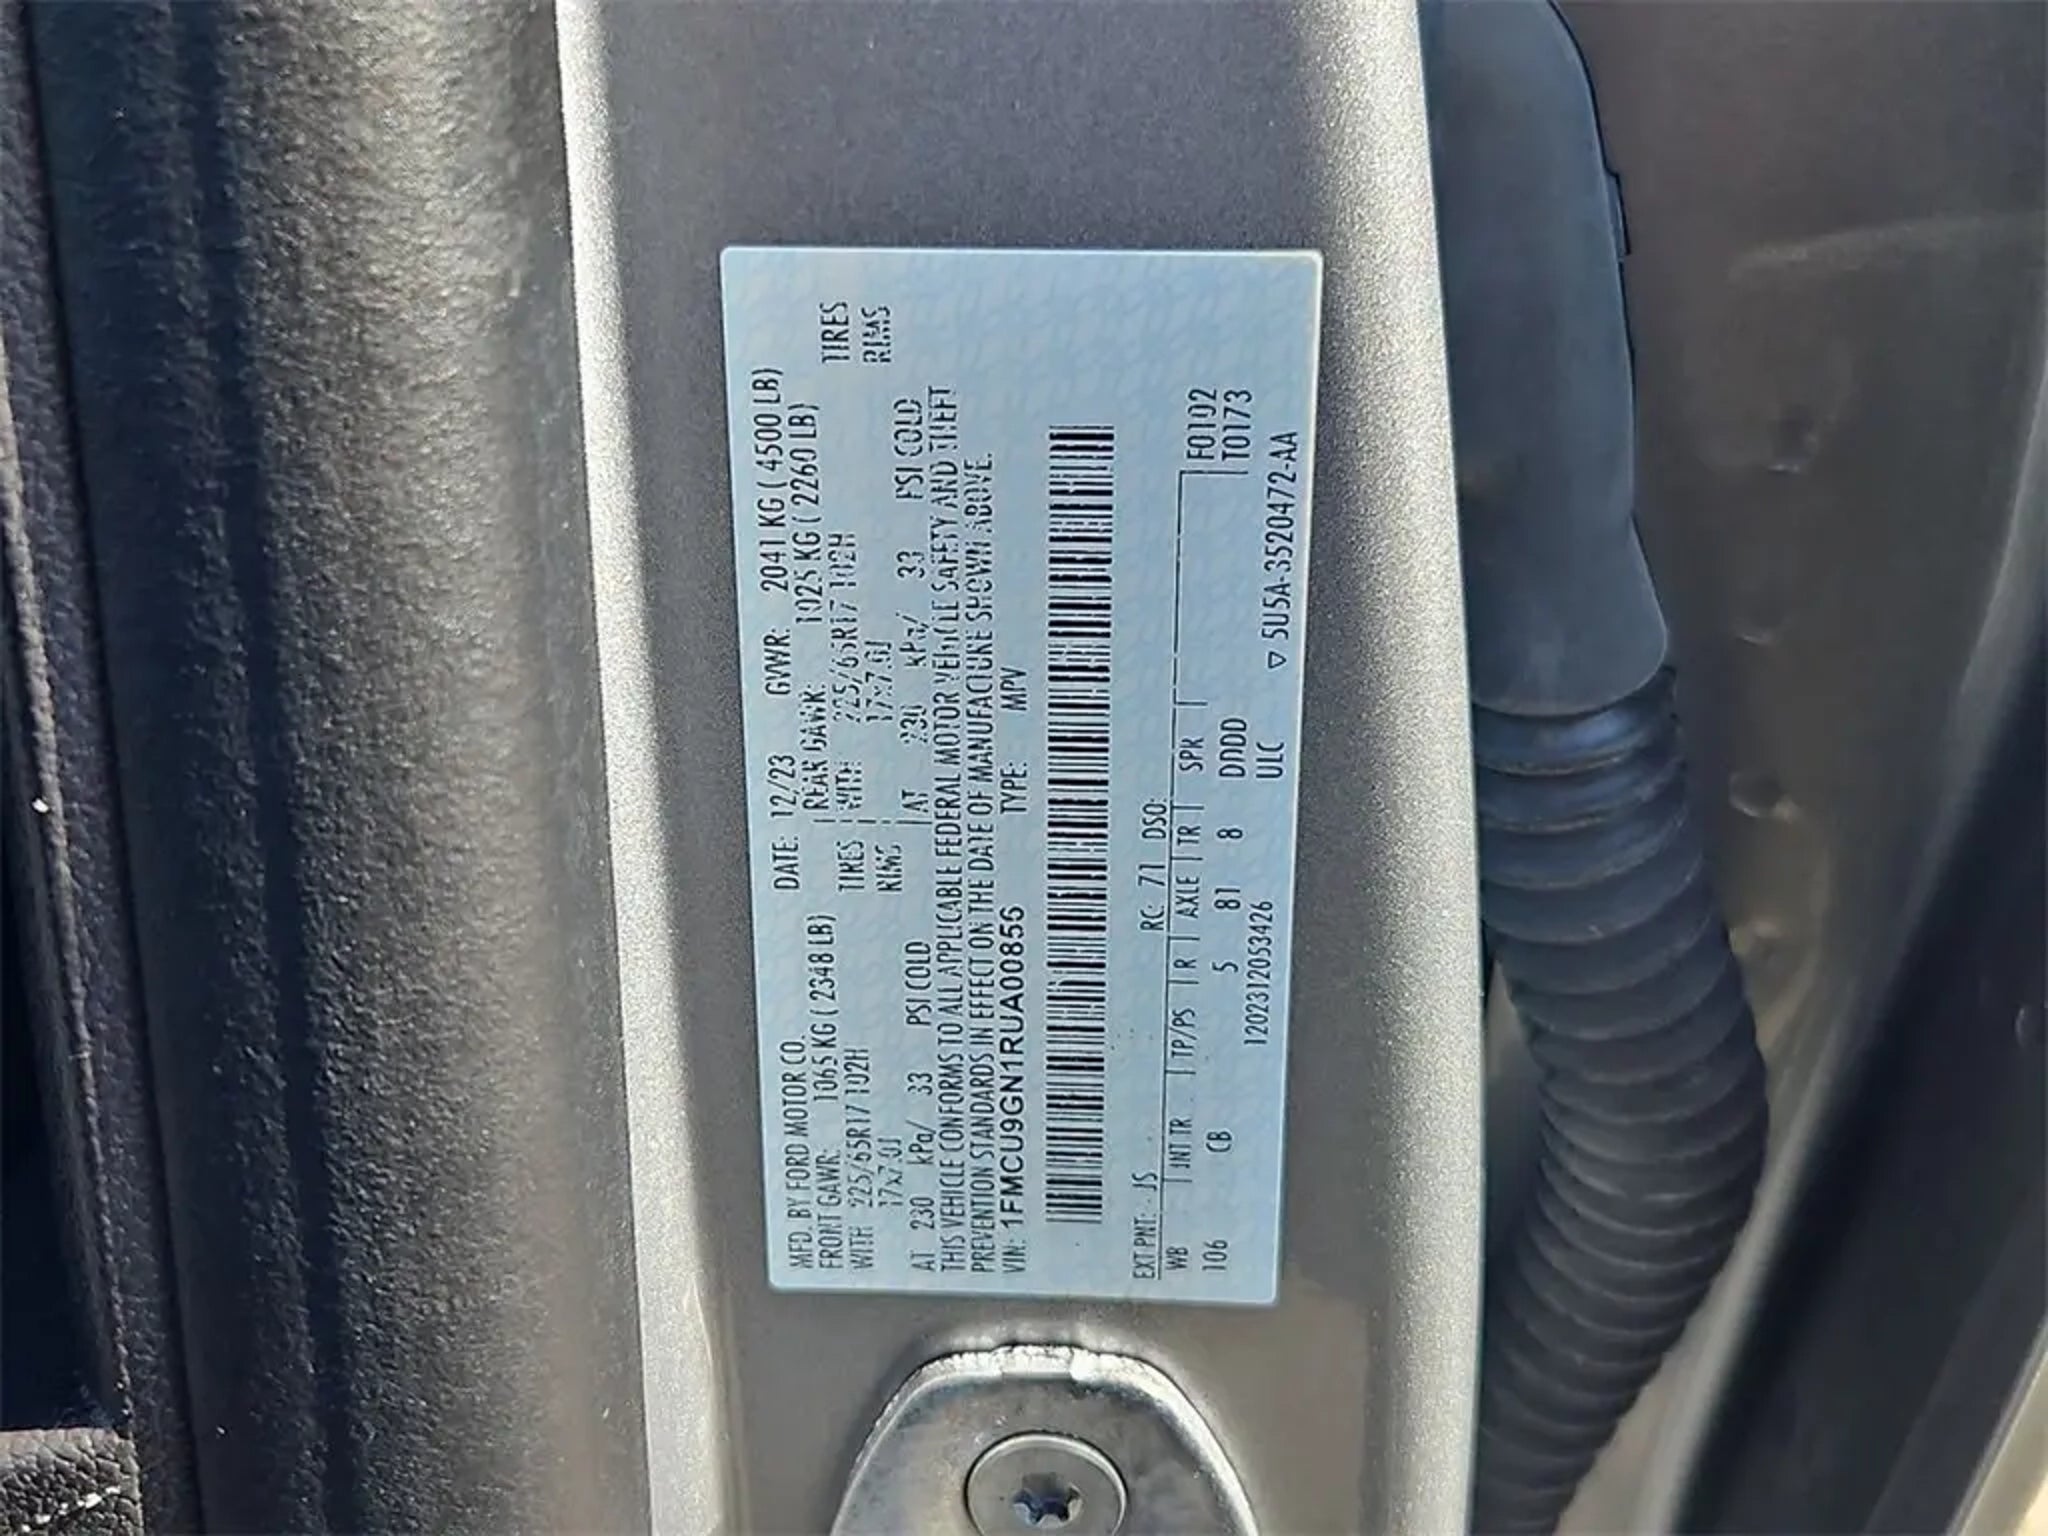 MFD. BY FORD MOTOR CO. DATE: 12/23 GVWR: 2041 KG ( 4500 LB)
FRONT GAWR: 1065 KG ( 2348 LB) REAR GAWR: 1025 KG ( 2260 LB)
WITH 225/65R17 102H TIRES WITH 225/65R17 102H TIRES
17x7.0J RIMS 17x7.0J RIMS
AT 230 kPa/ 33 PSI COLD AT 230 kPa/ 33 PSI COLD
THIS VEHICLE CONFORMS TO ALL APPLICABLE FEDERAL MOTOR VEHICLE SAFETY AND THEFT
PREVENTION STANDARDS IN EFFECT ON THE DATE OF MANUFACTURE SHOWN ABOVE.
VIN: 1FMCU9GN1RUA00856 TYPE: MPV
EXT PNT: JS RC: 71 DSO:
WB INT TR TP/PS R AXLE TR SPR F0102
106 CB 5 81 8 DDDD T0173
1202312053426 ULC ▽ 5U5A-3520472-AA